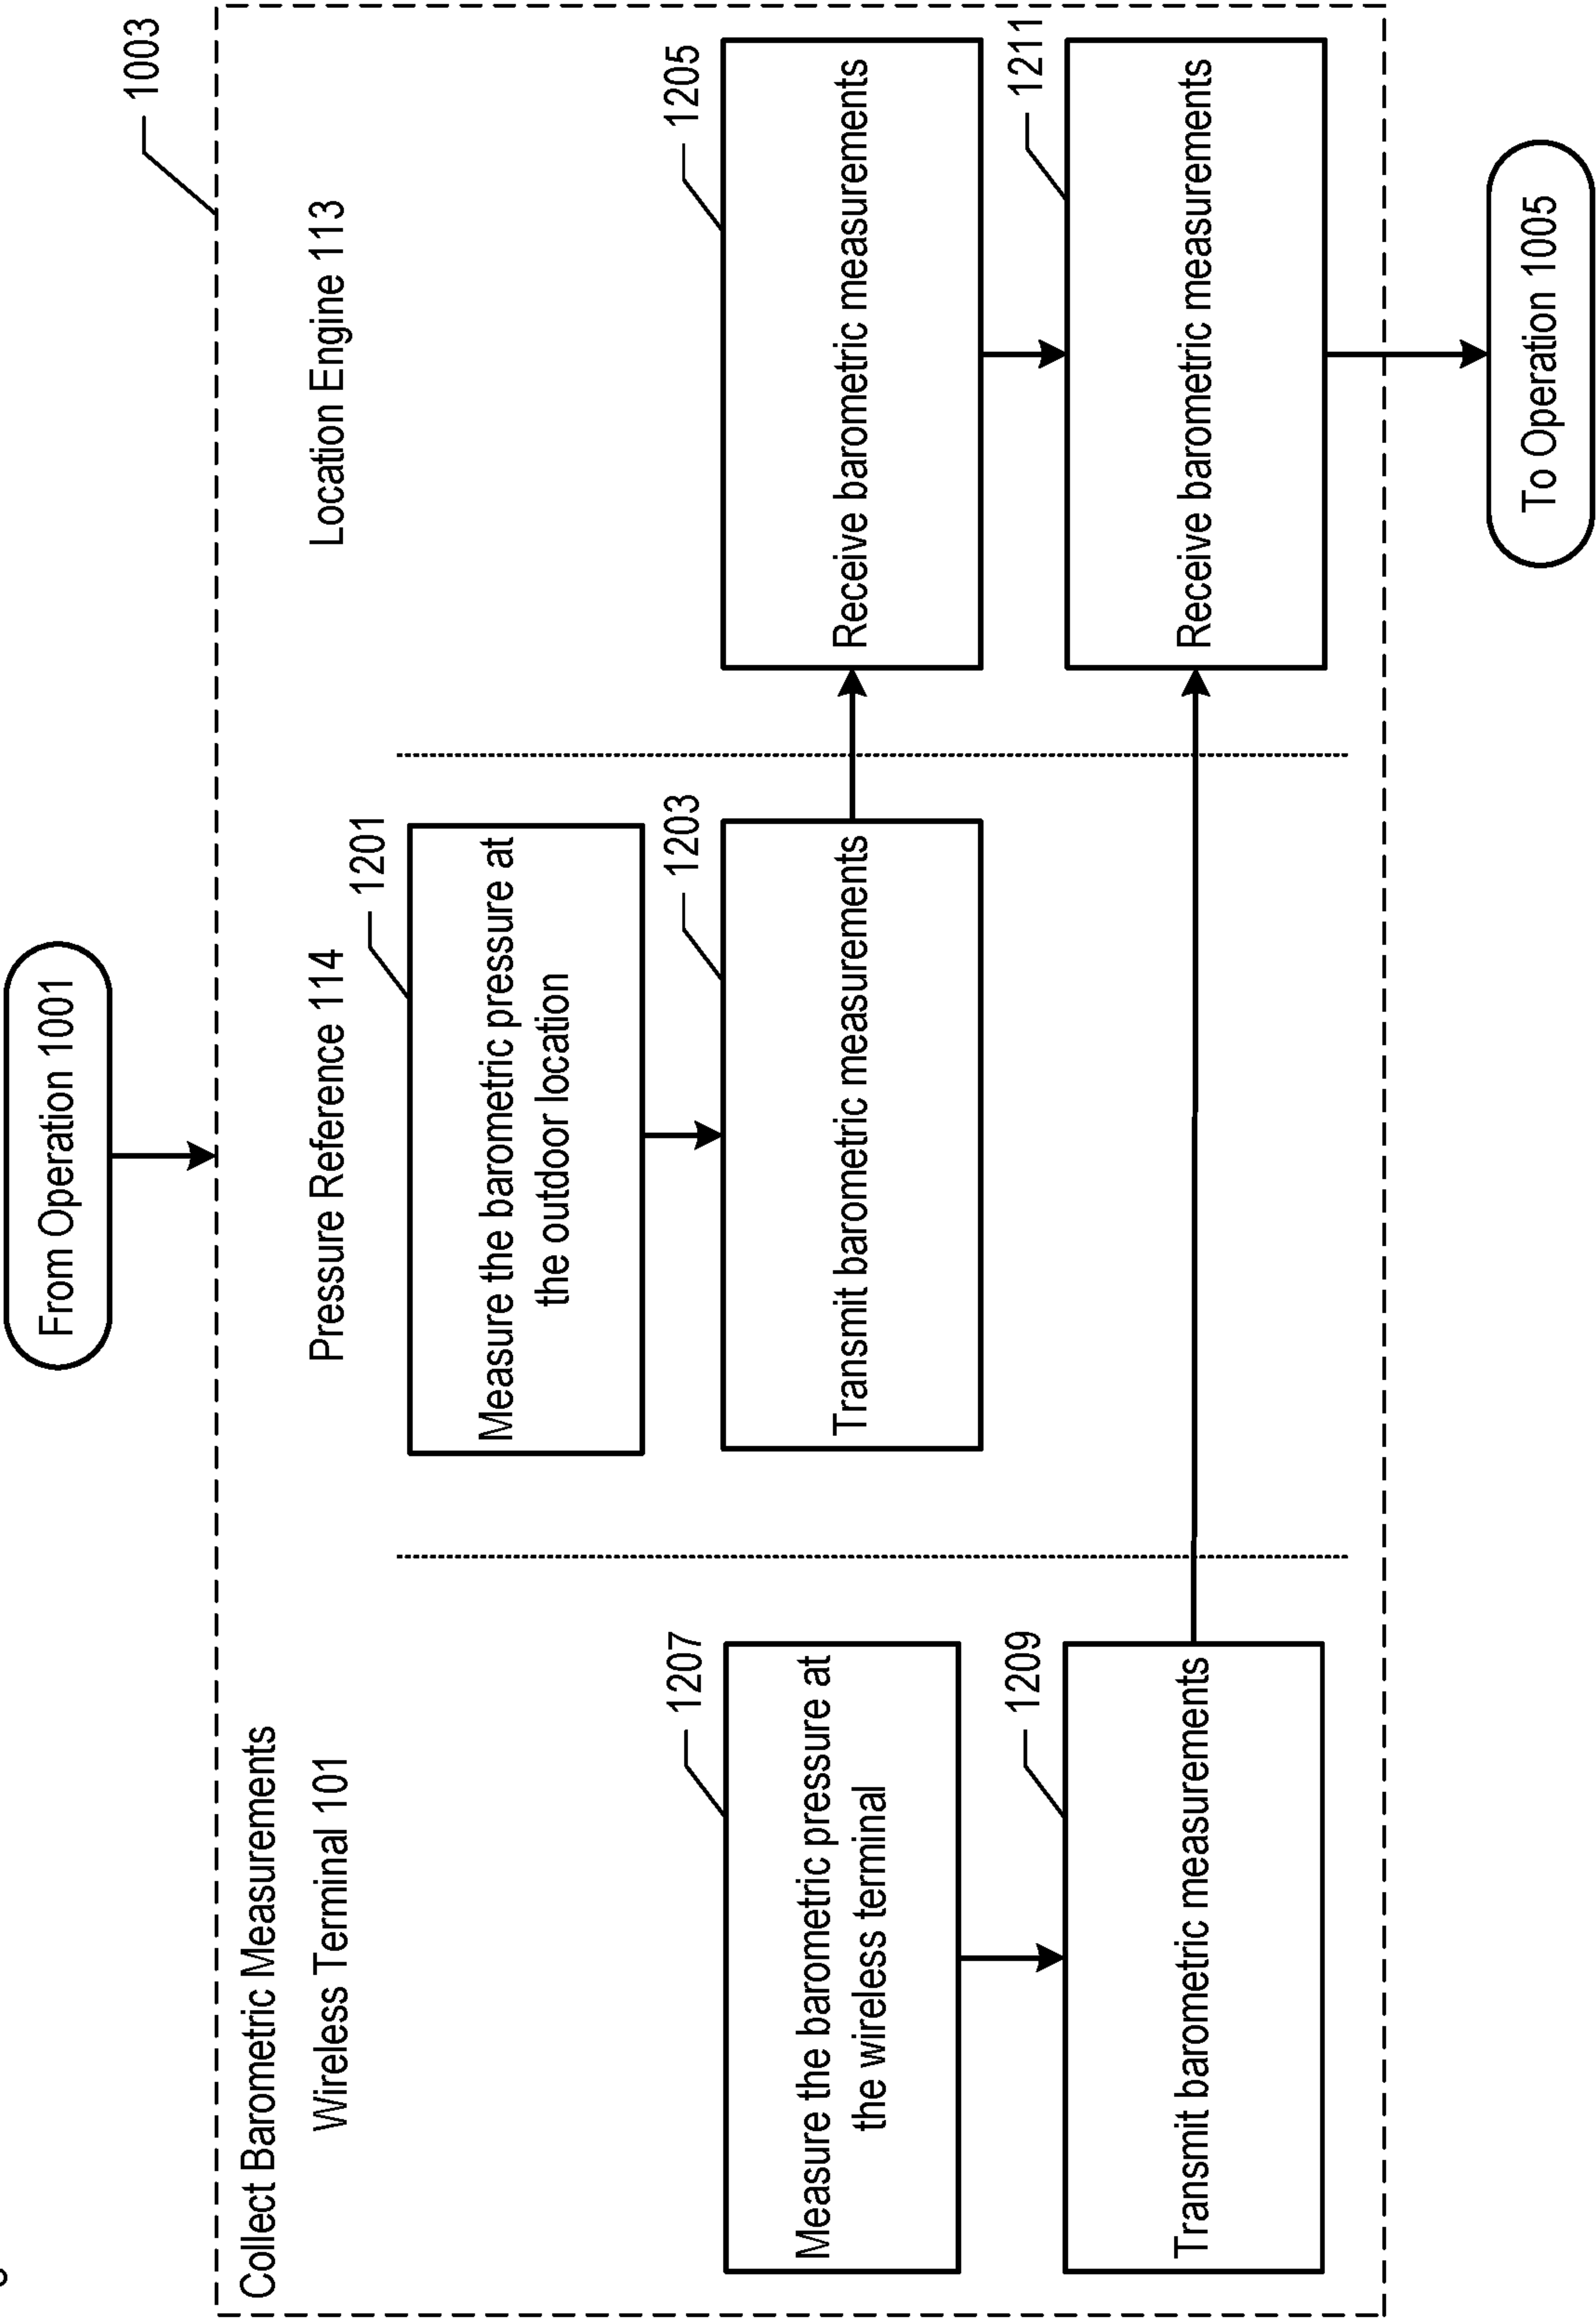 From Operation 1001
1003
Collect Barometric Measurements
Wireless Terminal 101
Pressure Reference 114
Location Engine 113
1201
Measure the barometric pressure at
the outdoor location
1203
Transmit barometric measurements
1205
Receive barometric measurements
1207
Measure the barometric pressure at
the wireless terminal
1209
Transmit barometric measurements
1211
Receive barometric measurements
To Operation 1005